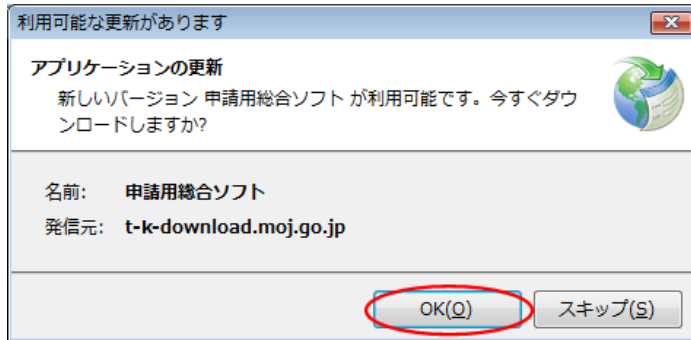 利用可能な更新があります
アプリケーションの更新
新しいバージョン 申請用総合ソフト が利用可能です。今すぐダウ
ンロードしますか?
名前: 申請用総合ソフト
発信元: t-k-download.moj.go.jp
OK(O) スキップ(S)